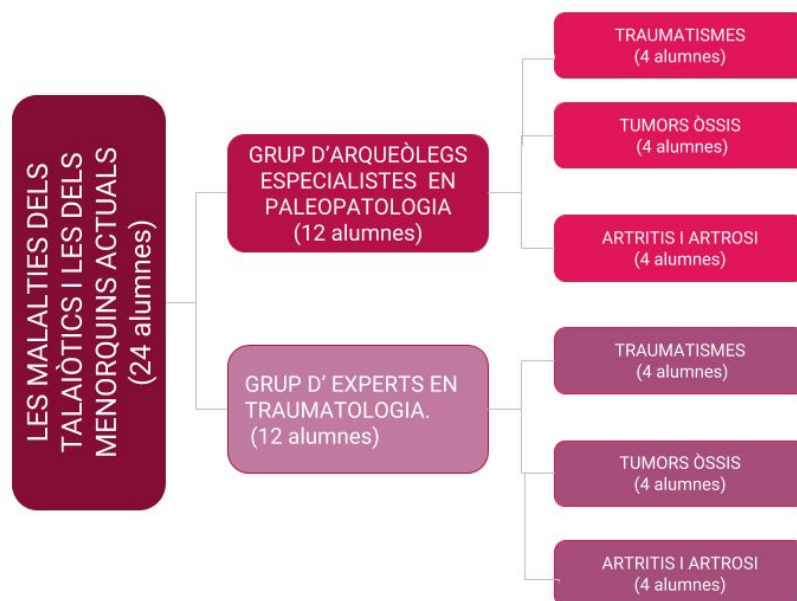 LES MALALTIES DELS
TALAIÒTICS I LES DELS
MENORQUINS ACTUALS
(24 alumnes)
GRUP D'ARQUEÒLEGS
ESPECIALISTES EN
PALEOPATOLOGIA
(12 alumnes)
TRAUMATISMES
(4 alumnes)
TUMORS ÒSSIS
(4 alumnes)
ARTRITIS I ARTROSI
(4 alumnes)
GRUP D' EXPERTS EN
TRAUMATOLOGIA.
(12 alumnes)
TRAUMATISMES
(4 alumnes)
TUMORS ÒSSIS
(4 alumnes)
ARTRITIS I ARTROSI
(4 alumnes)